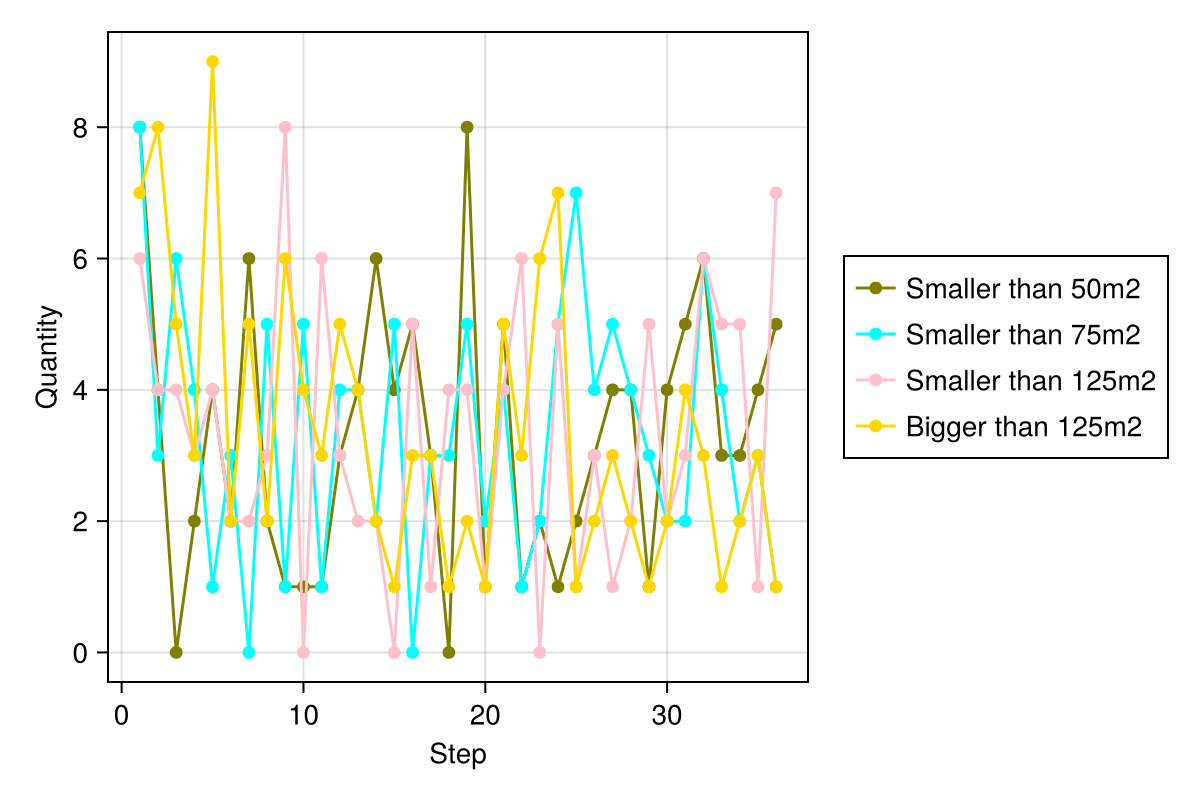 8
6
4
2
0
Quantity
0 10 20 30
Step
Smaller than 50m2
Smaller than 75m2
Smaller than 125m2
Bigger than 125m2